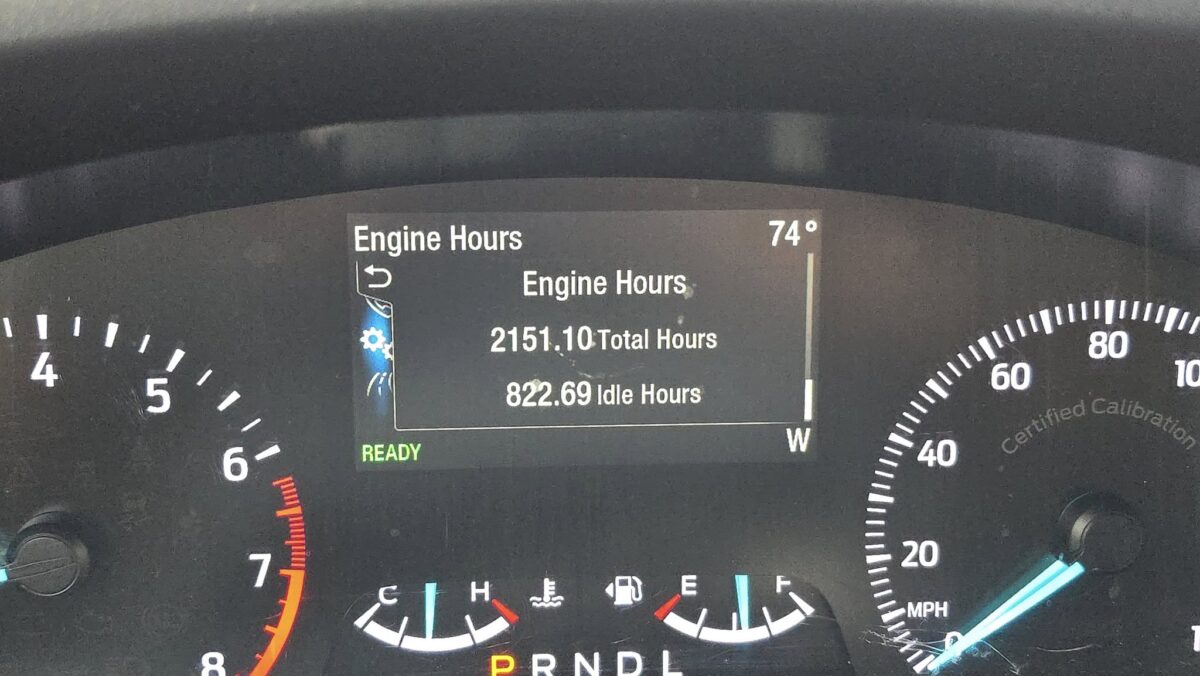 Engine Hours 74°
Engine Hours
2151.10 Total Hours
822.69 Idle Hours
READY W
4
5
6
7
8
C H
E F
P R N D L
0
20
40
60
80
MPH
Certified Calibration